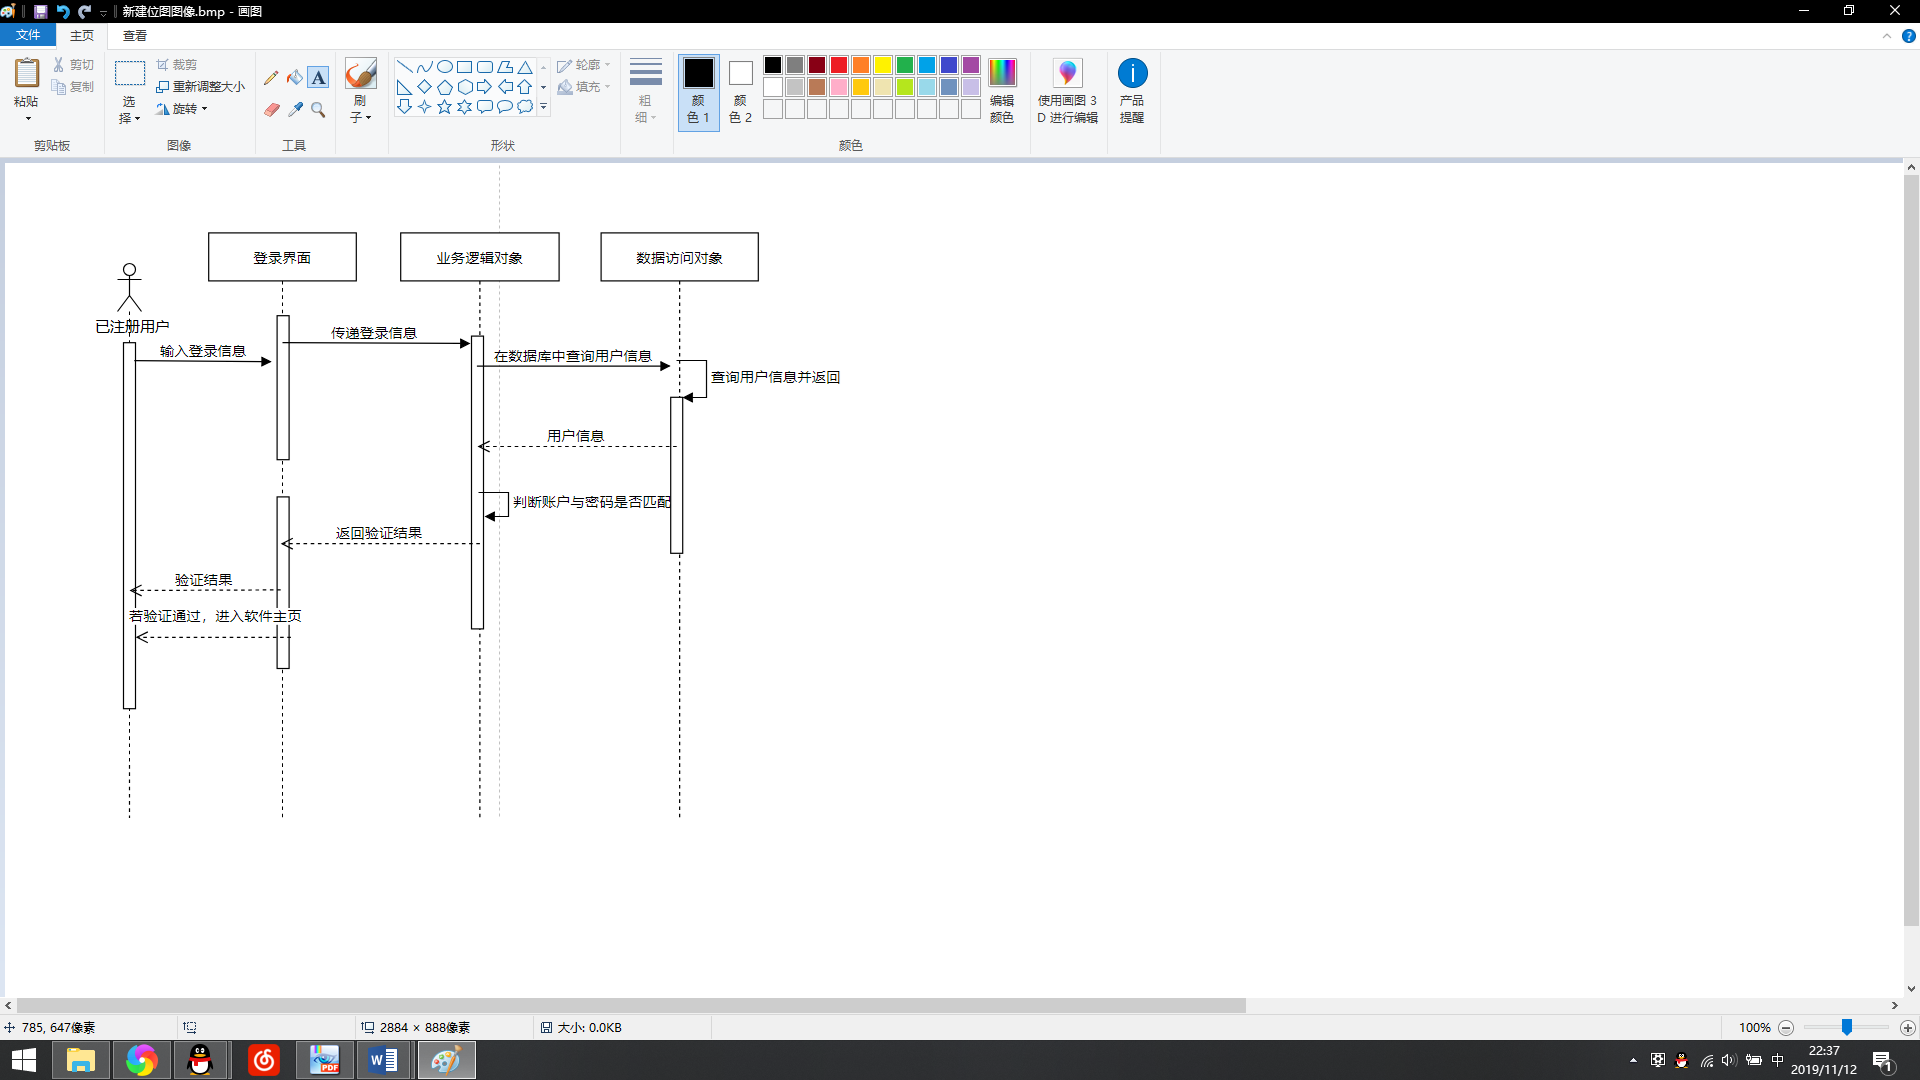 新建位图图像.bmp - 画图
文件
主页
查看
粘贴
剪切
复制
剪贴板
选
择
裁剪
重新调整大小
旋转
图像
A
工具
刷
子
形状
轮廓
填充
粗
细
颜
色 1
颜
色 2
颜色
编辑
颜色
使用画图 3
D 进行编辑
产品
提醒
登录界面
业务逻辑对象
数据访问对象
已注册用户
输入登录信息
传递登录信息
在数据库中查询用户信息
查询用户信息并返回
用户信息
判断账户与密码是否匹配
返回验证结果
验证结果
若验证通过，进入软件主页
785, 647像素
2884 × 888像素
大小: 0.0KB
100%
PDF
中
22:37
2019/11/12
1